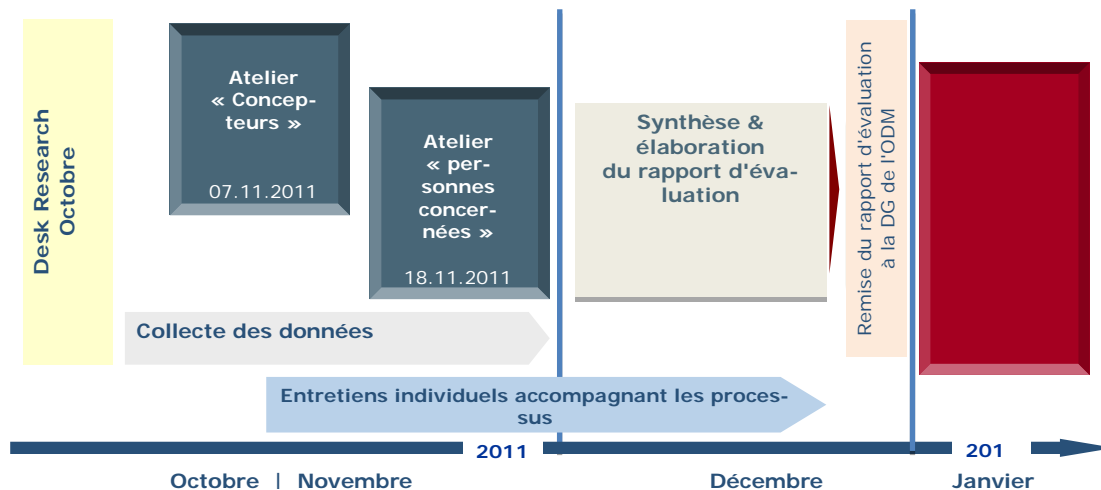 Desk Research
Octobre
Atelier
« Concep-
teurs »
07.11.2011
Atelier
« per-
sonnes
concer-
nées »
18.11.2011
Synthèse &
élaboration
du rapport d'éva-
luation
Remise du rapport d'évaluation
à la DG de l'ODM
Collecte des données
Entretiens individuels accompagnant les proces-
sus
2011
201
Octobre | Novembre
Décembre
Janvier